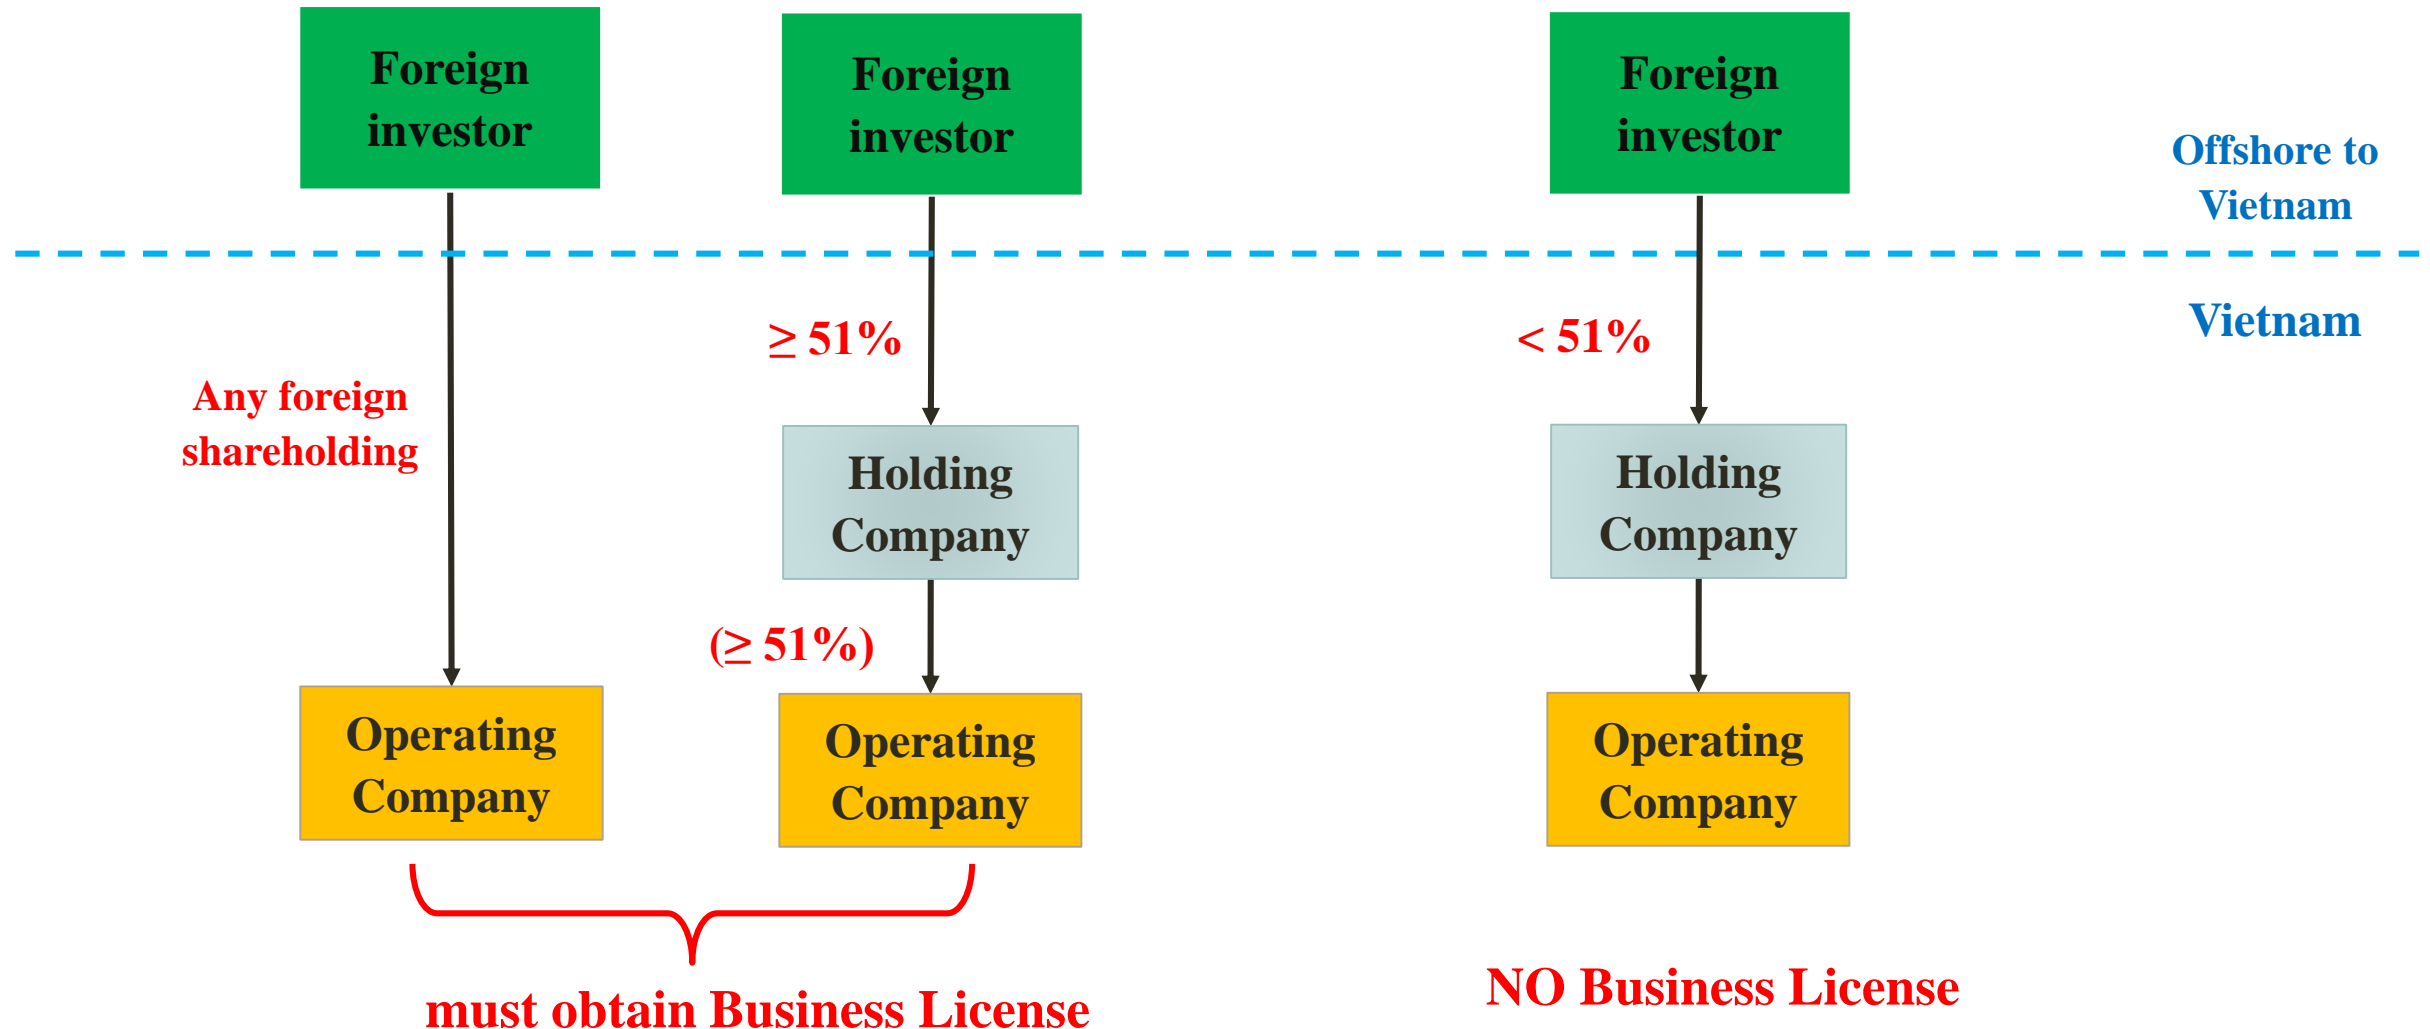 Foreign
investor
Foreign
investor
Foreign
investor
Offshore to
Vietnam
Vietnam
≥ 51%
< 51%
Any foreign
shareholding
Holding
Company
Holding
Company
(≥ 51%)
Operating
Company
Operating
Company
Operating
Company
must obtain Business License
NO Business License